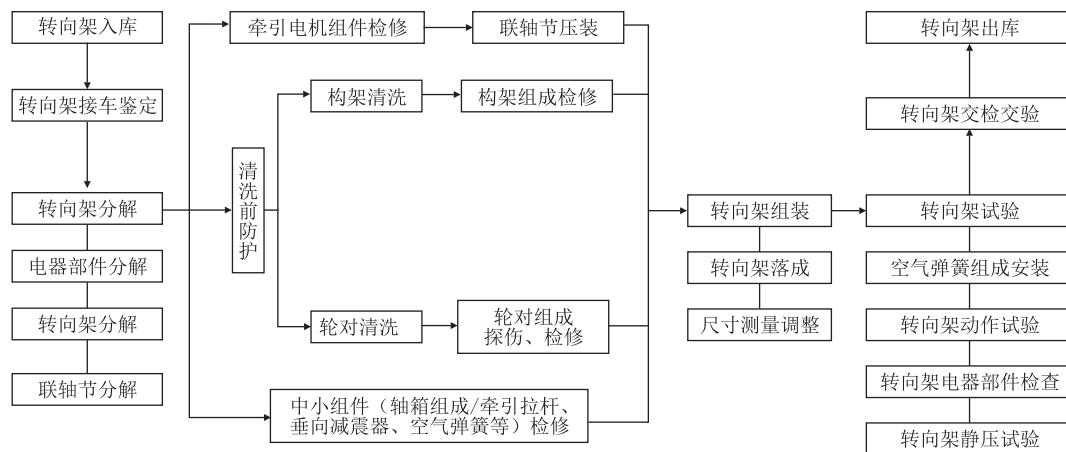 转向架入库
转向架接车鉴定
转向架分解
电器部件分解
转向架分解
联轴节分解
牵引电机组件检修
联轴节压装
清洗前防护
构架清洗
构架组成检修
轮对清洗
轮对组成
探伤、检修
中小组件（轴箱组成/牵引拉杆、
垂向减震器、空气弹簧等）检修
转向架组装
转向架落成
尺寸测量调整
转向架出库
转向架交检交验
转向架试验
空气弹簧组成安装
转向架动作试验
转向架电器部件检查
转向架静压试验